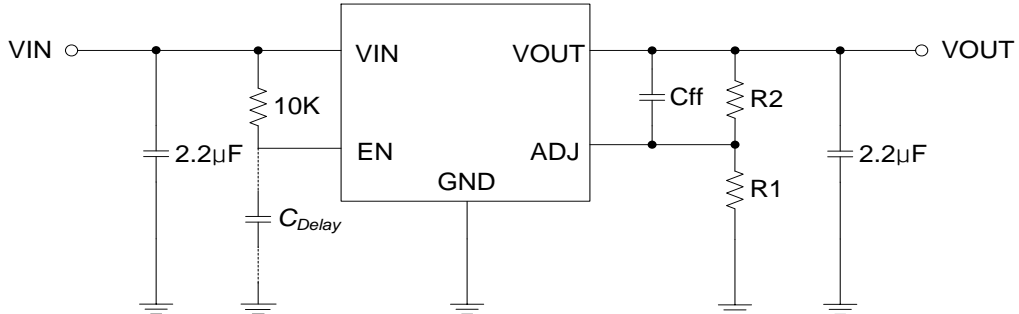 VIN
VIN
VOUT
VOUT
10K
Cff
R2
2.2µF
EN
ADJ
2.2µF
GND
R1
CDelay